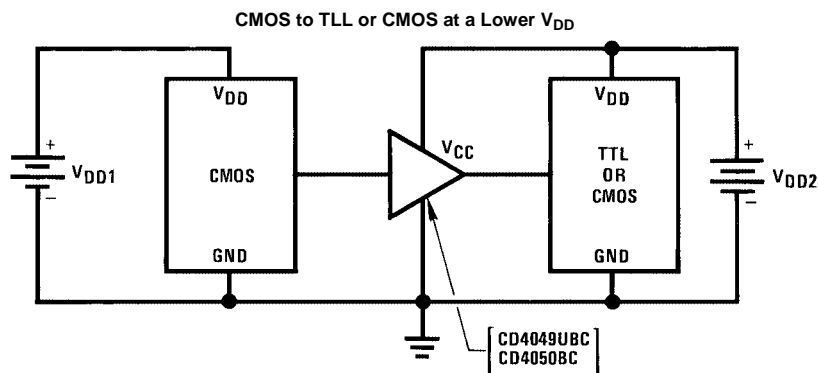 CMOS to TLL or CMOS at a Lower VDD
VDD
VDD
VCC
+
+
VDD1
CMOS
TTL
OR
CMOS
VDD2
−
−
GND
GND
CD4049UBC
CD4050BC